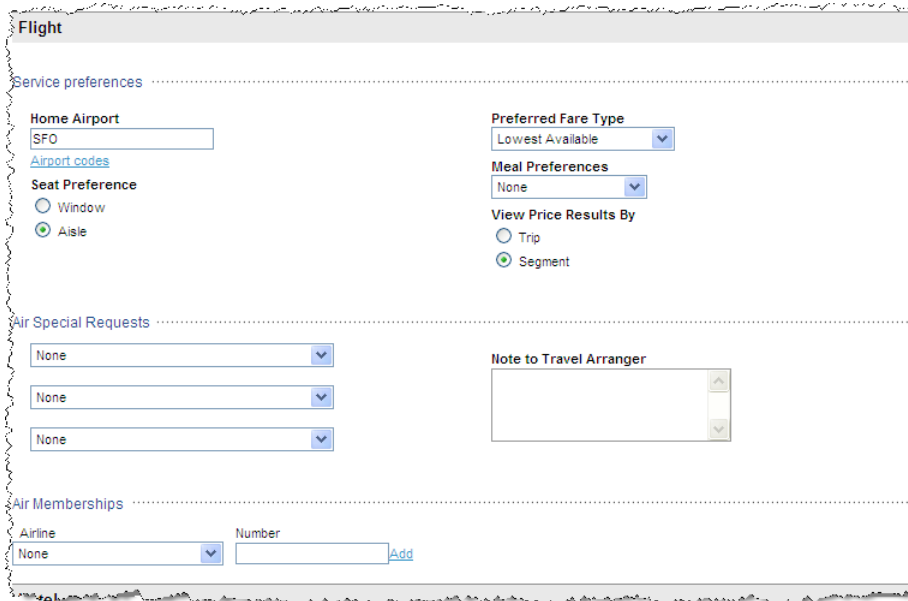 Flight
Service preferences
Home Airport
SFO
Airport codes
Seat Preference
Window
Aisle
Preferred Fare Type
Lowest Available
Meal Preferences
None
View Price Results By
Trip
Segment
Air Special Requests
None
None
None
Note to Travel Arranger
Air Memberships
Airline
Number
None
Add